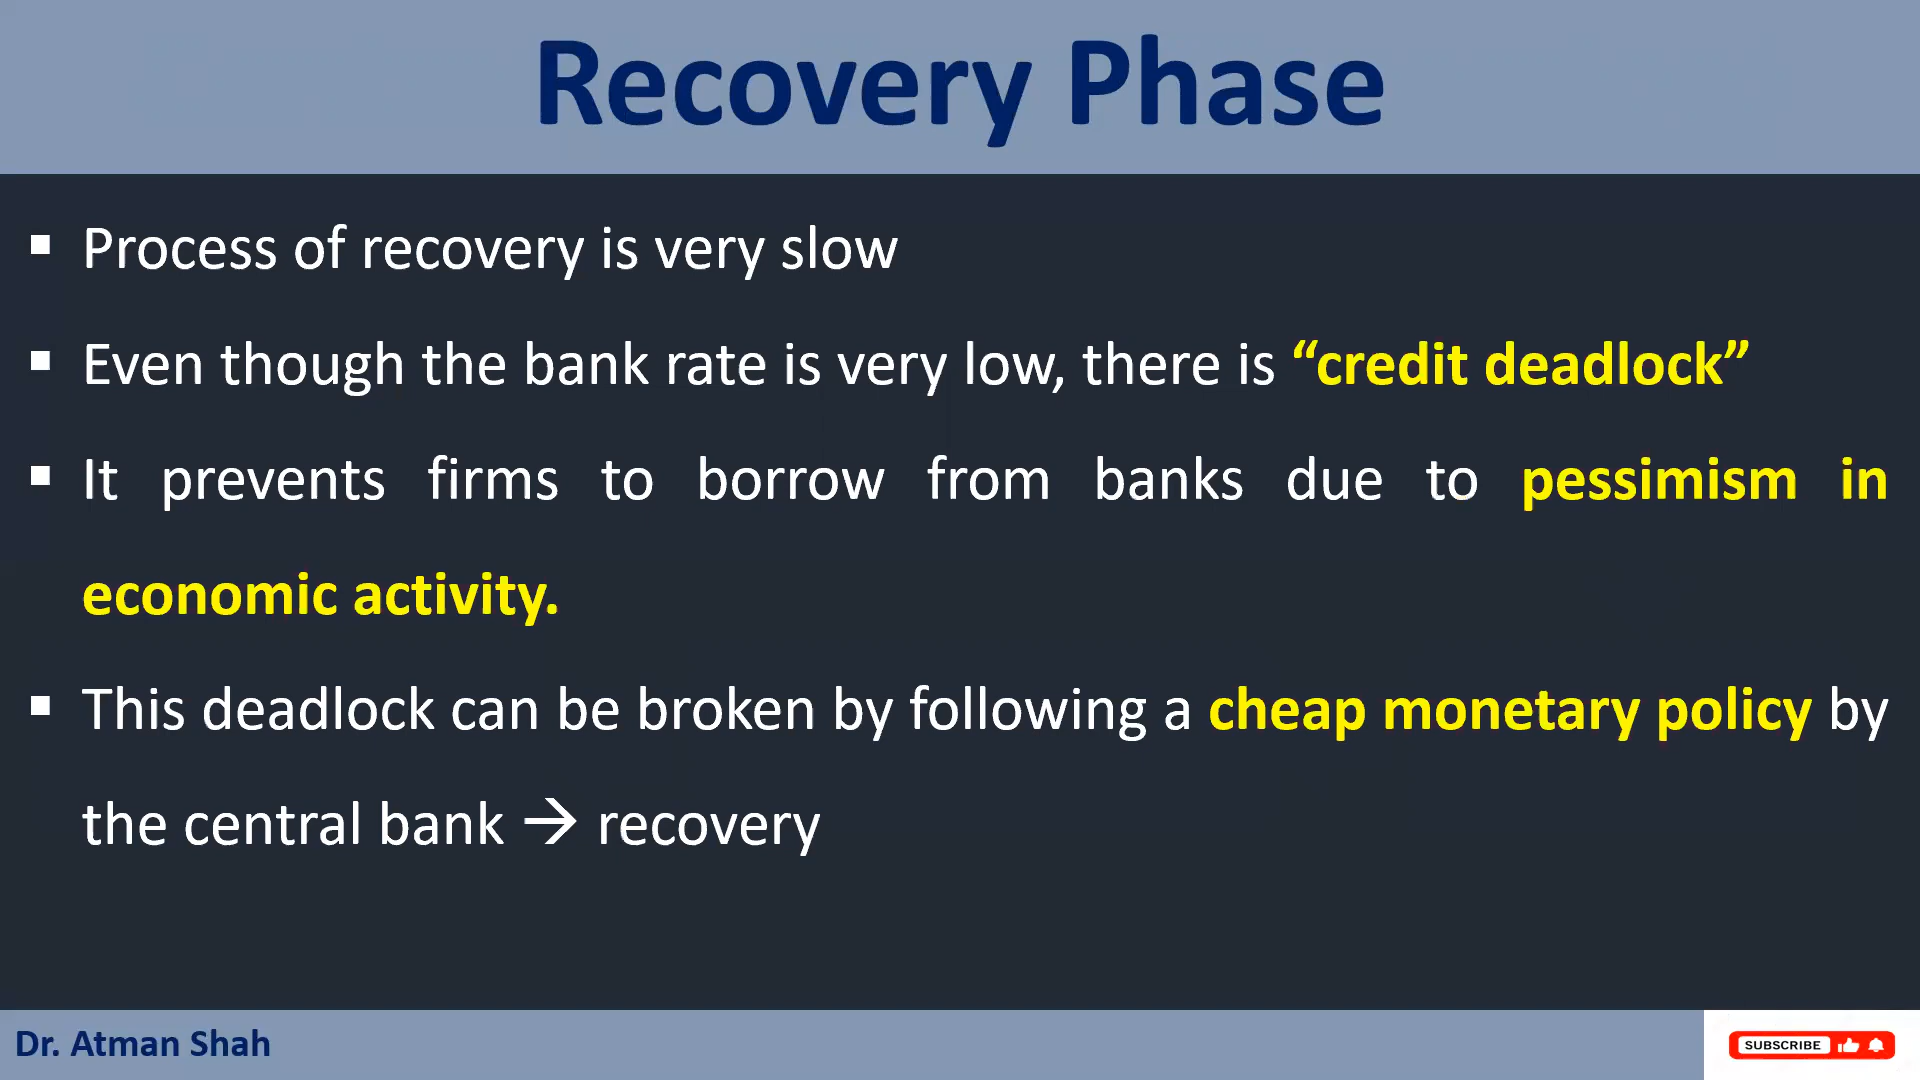 Recovery Phase
▪ Process of recovery is very slow
▪ Even though the bank rate is very low, there is “credit deadlock”
▪ It prevents firms to borrow from banks due to pessimism in
economic activity.
▪ This deadlock can be broken by following a cheap monetary policy by
the central bank → recovery
Dr. Atman Shah
SUBSCRIBE